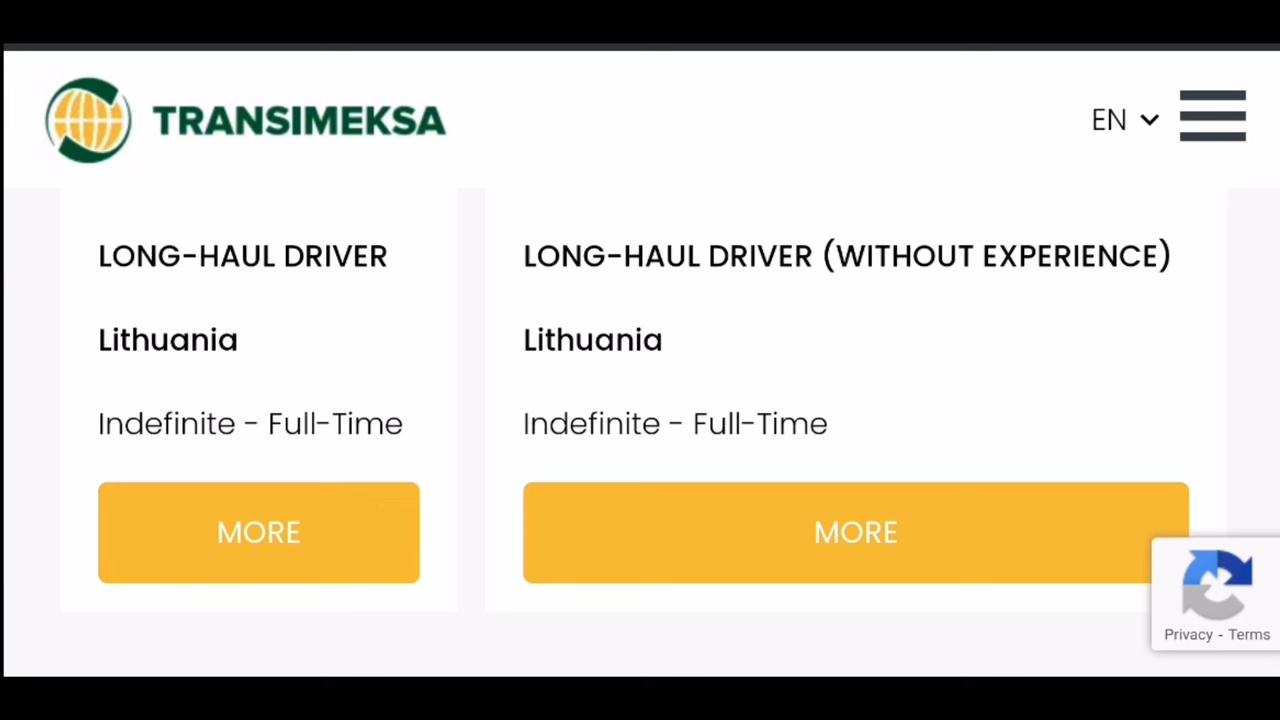 TRANSIMEKSA
EN
LONG-HAUL DRIVER
Lithuania
Indefinite - Full-Time
MORE
LONG-HAUL DRIVER (WITHOUT EXPERIENCE)
Lithuania
Indefinite - Full-Time
MORE
Privacy - Terms